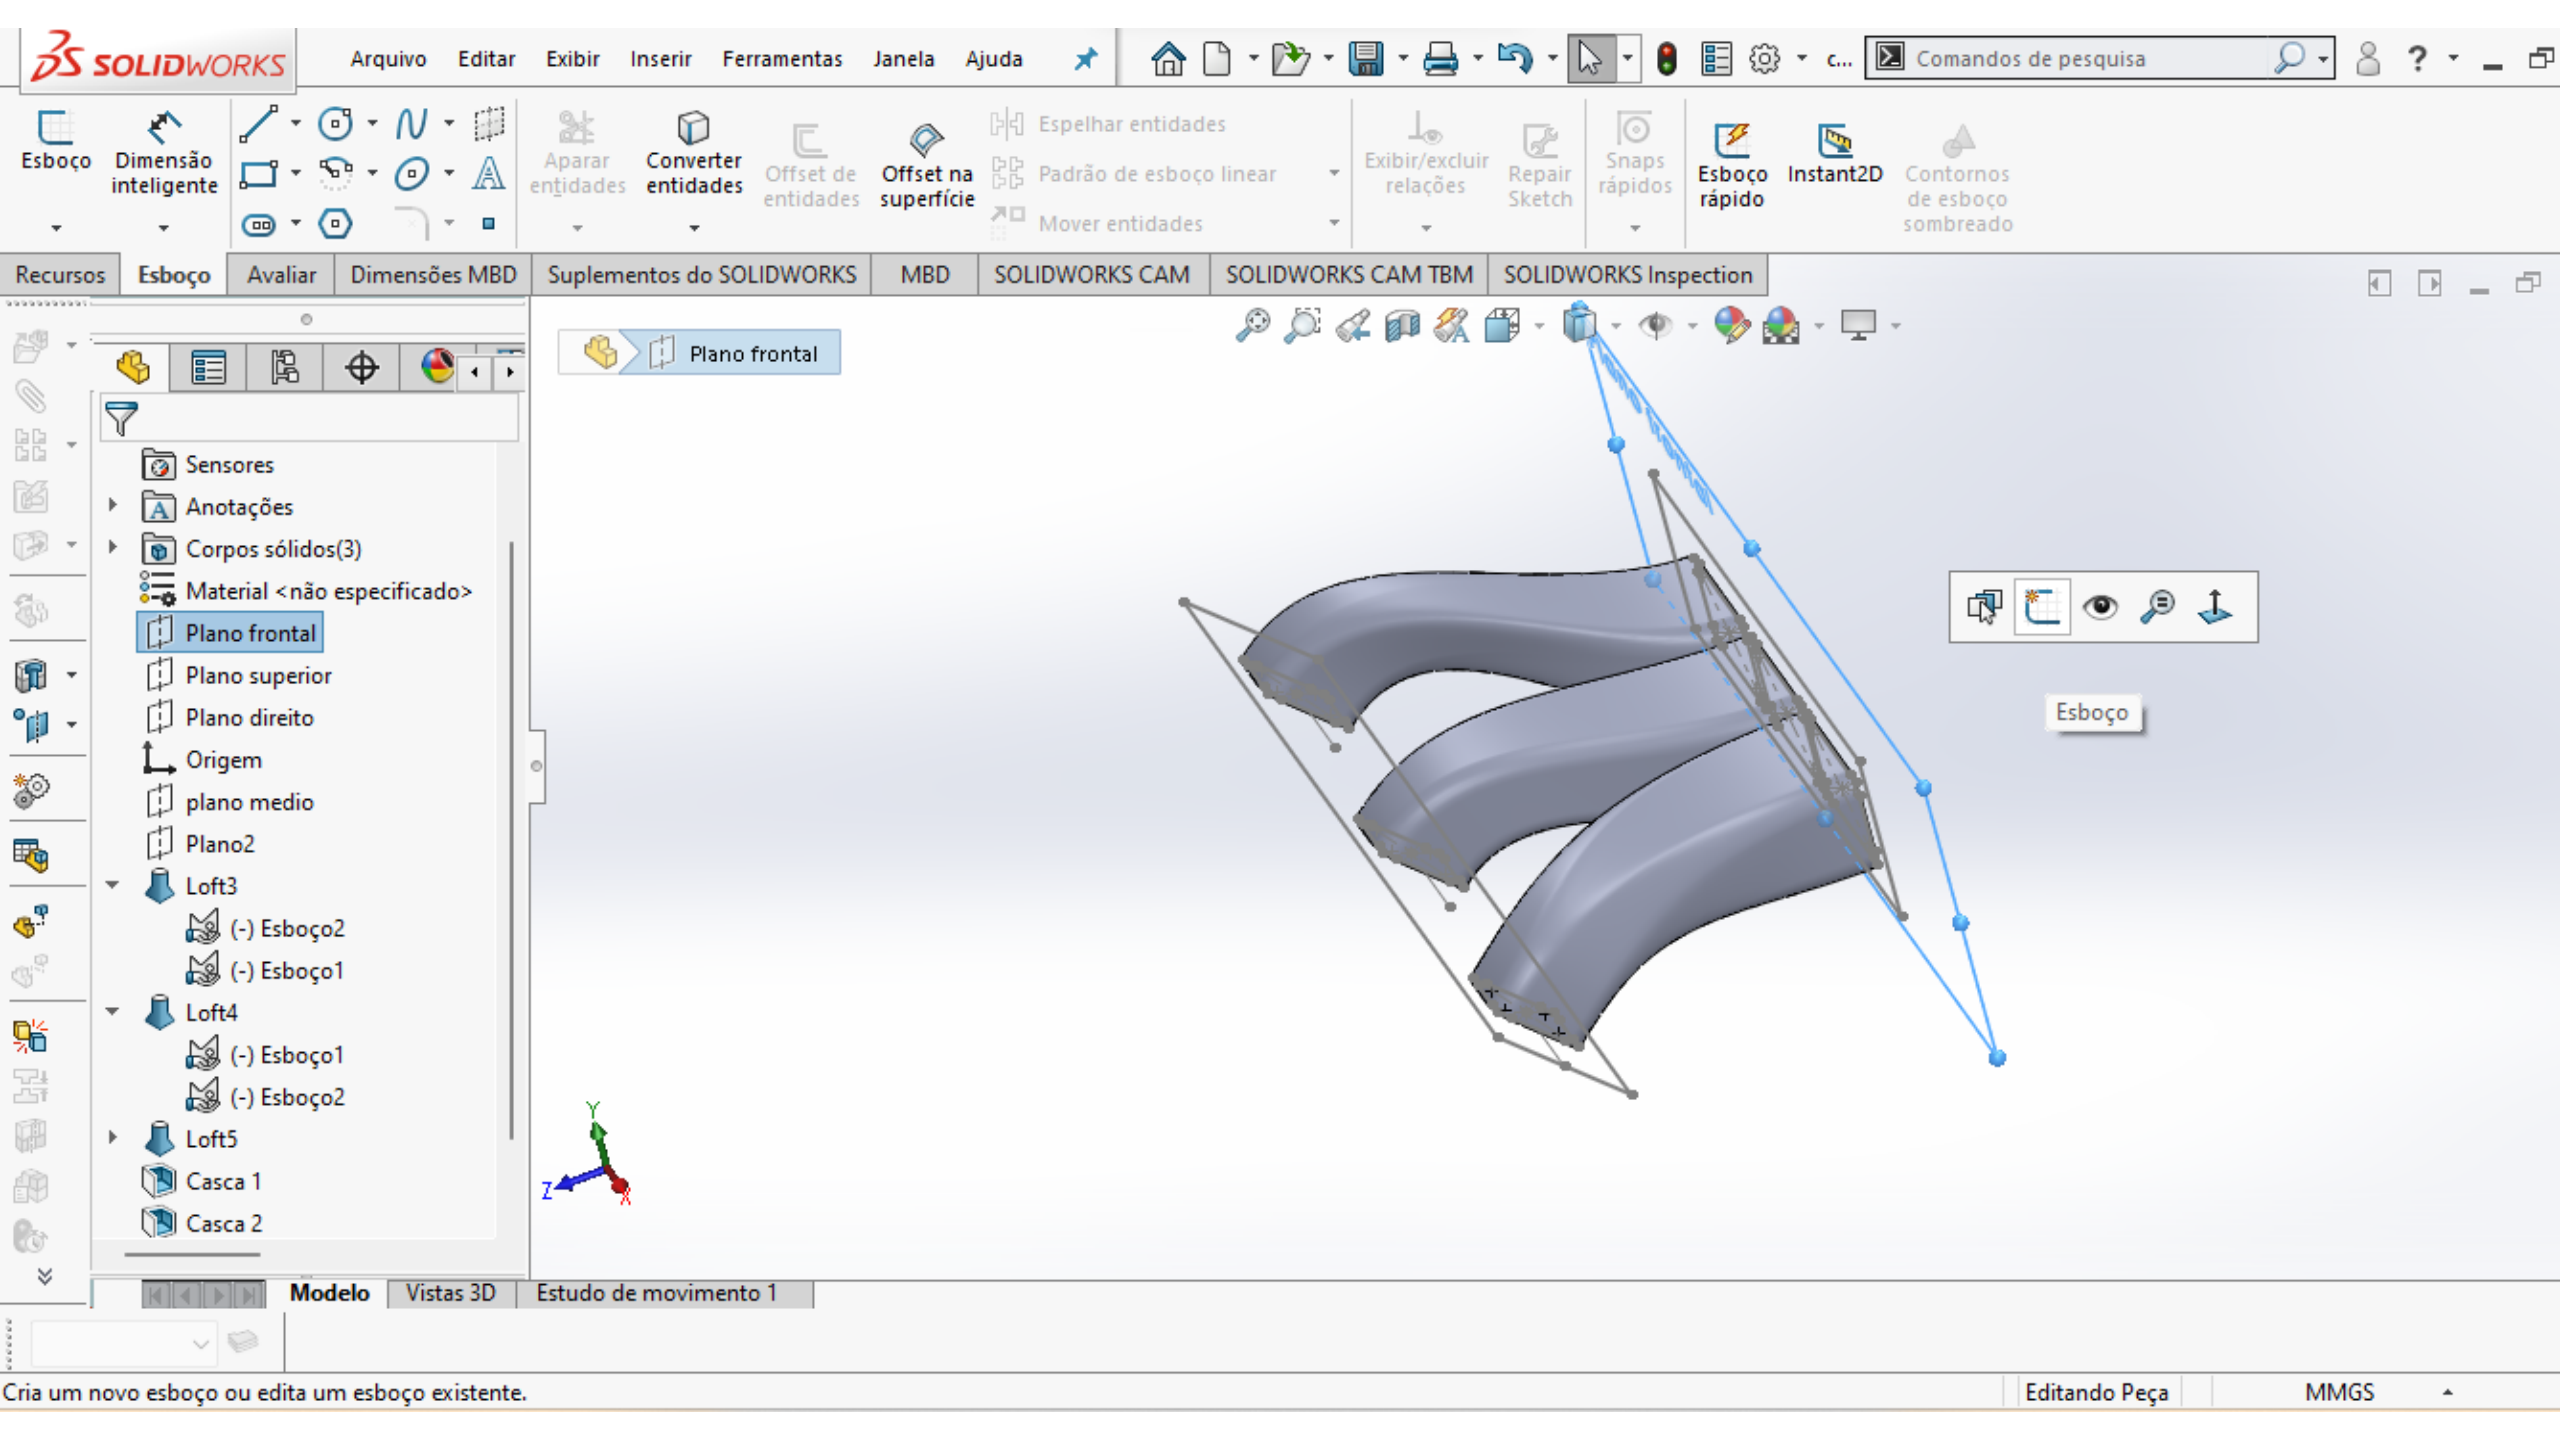 SOLIDWORKS
Arquivo Editar Exibir Inserir Ferramentas Janela Ajuda
c...
Comandos de pesquisa
?
Esboço
Dimensão inteligente
Aparar entidades
Converter entidades
Offset de entidades
Offset na superfície
Espelhar entidades
Padrão de esboço linear
Mover entidades
Exibir/excluir relações
Repair Sketch
Snaps rápidos
Esboço rápido
Instant2D
Contornos de esboço sombreado
Recursos Esboço Avaliar Dimensões MBD Suplementos do SOLIDWORKS MBD SOLIDWORKS CAM SOLIDWORKS CAM TBM SOLIDWORKS Inspection
Plano frontal
Sensores
Anotações
Corpos sólidos(3)
Material <não especificado>
Plano frontal
Plano superior
Plano direito
Origem
plano medio
Plano2
Loft3
(-) Esboço2
(-) Esboço1
Loft4
(-) Esboço1
(-) Esboço2
Loft5
Casca 1
Casca 2
Plano frontal
Esboço
Y
Z
X
Modelo Vistas 3D Estudo de movimento 1
Cria um novo esboço ou edita um esboço existente.
Editando Peça
MMGS